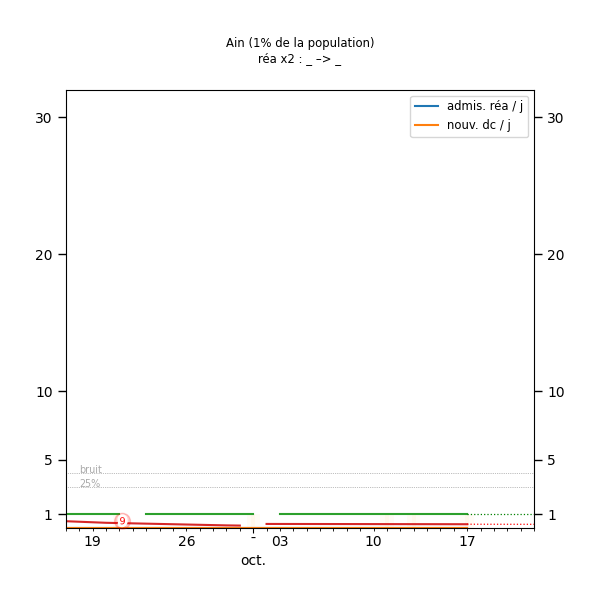 Ain (1% de la population)
réa x2 : _ –> _
admis. réa / j
nouv. dc / j
30 30
20 20
10 10
5 5
bruit
25%
1 1
9
19 26 - 03 10 17
oct.